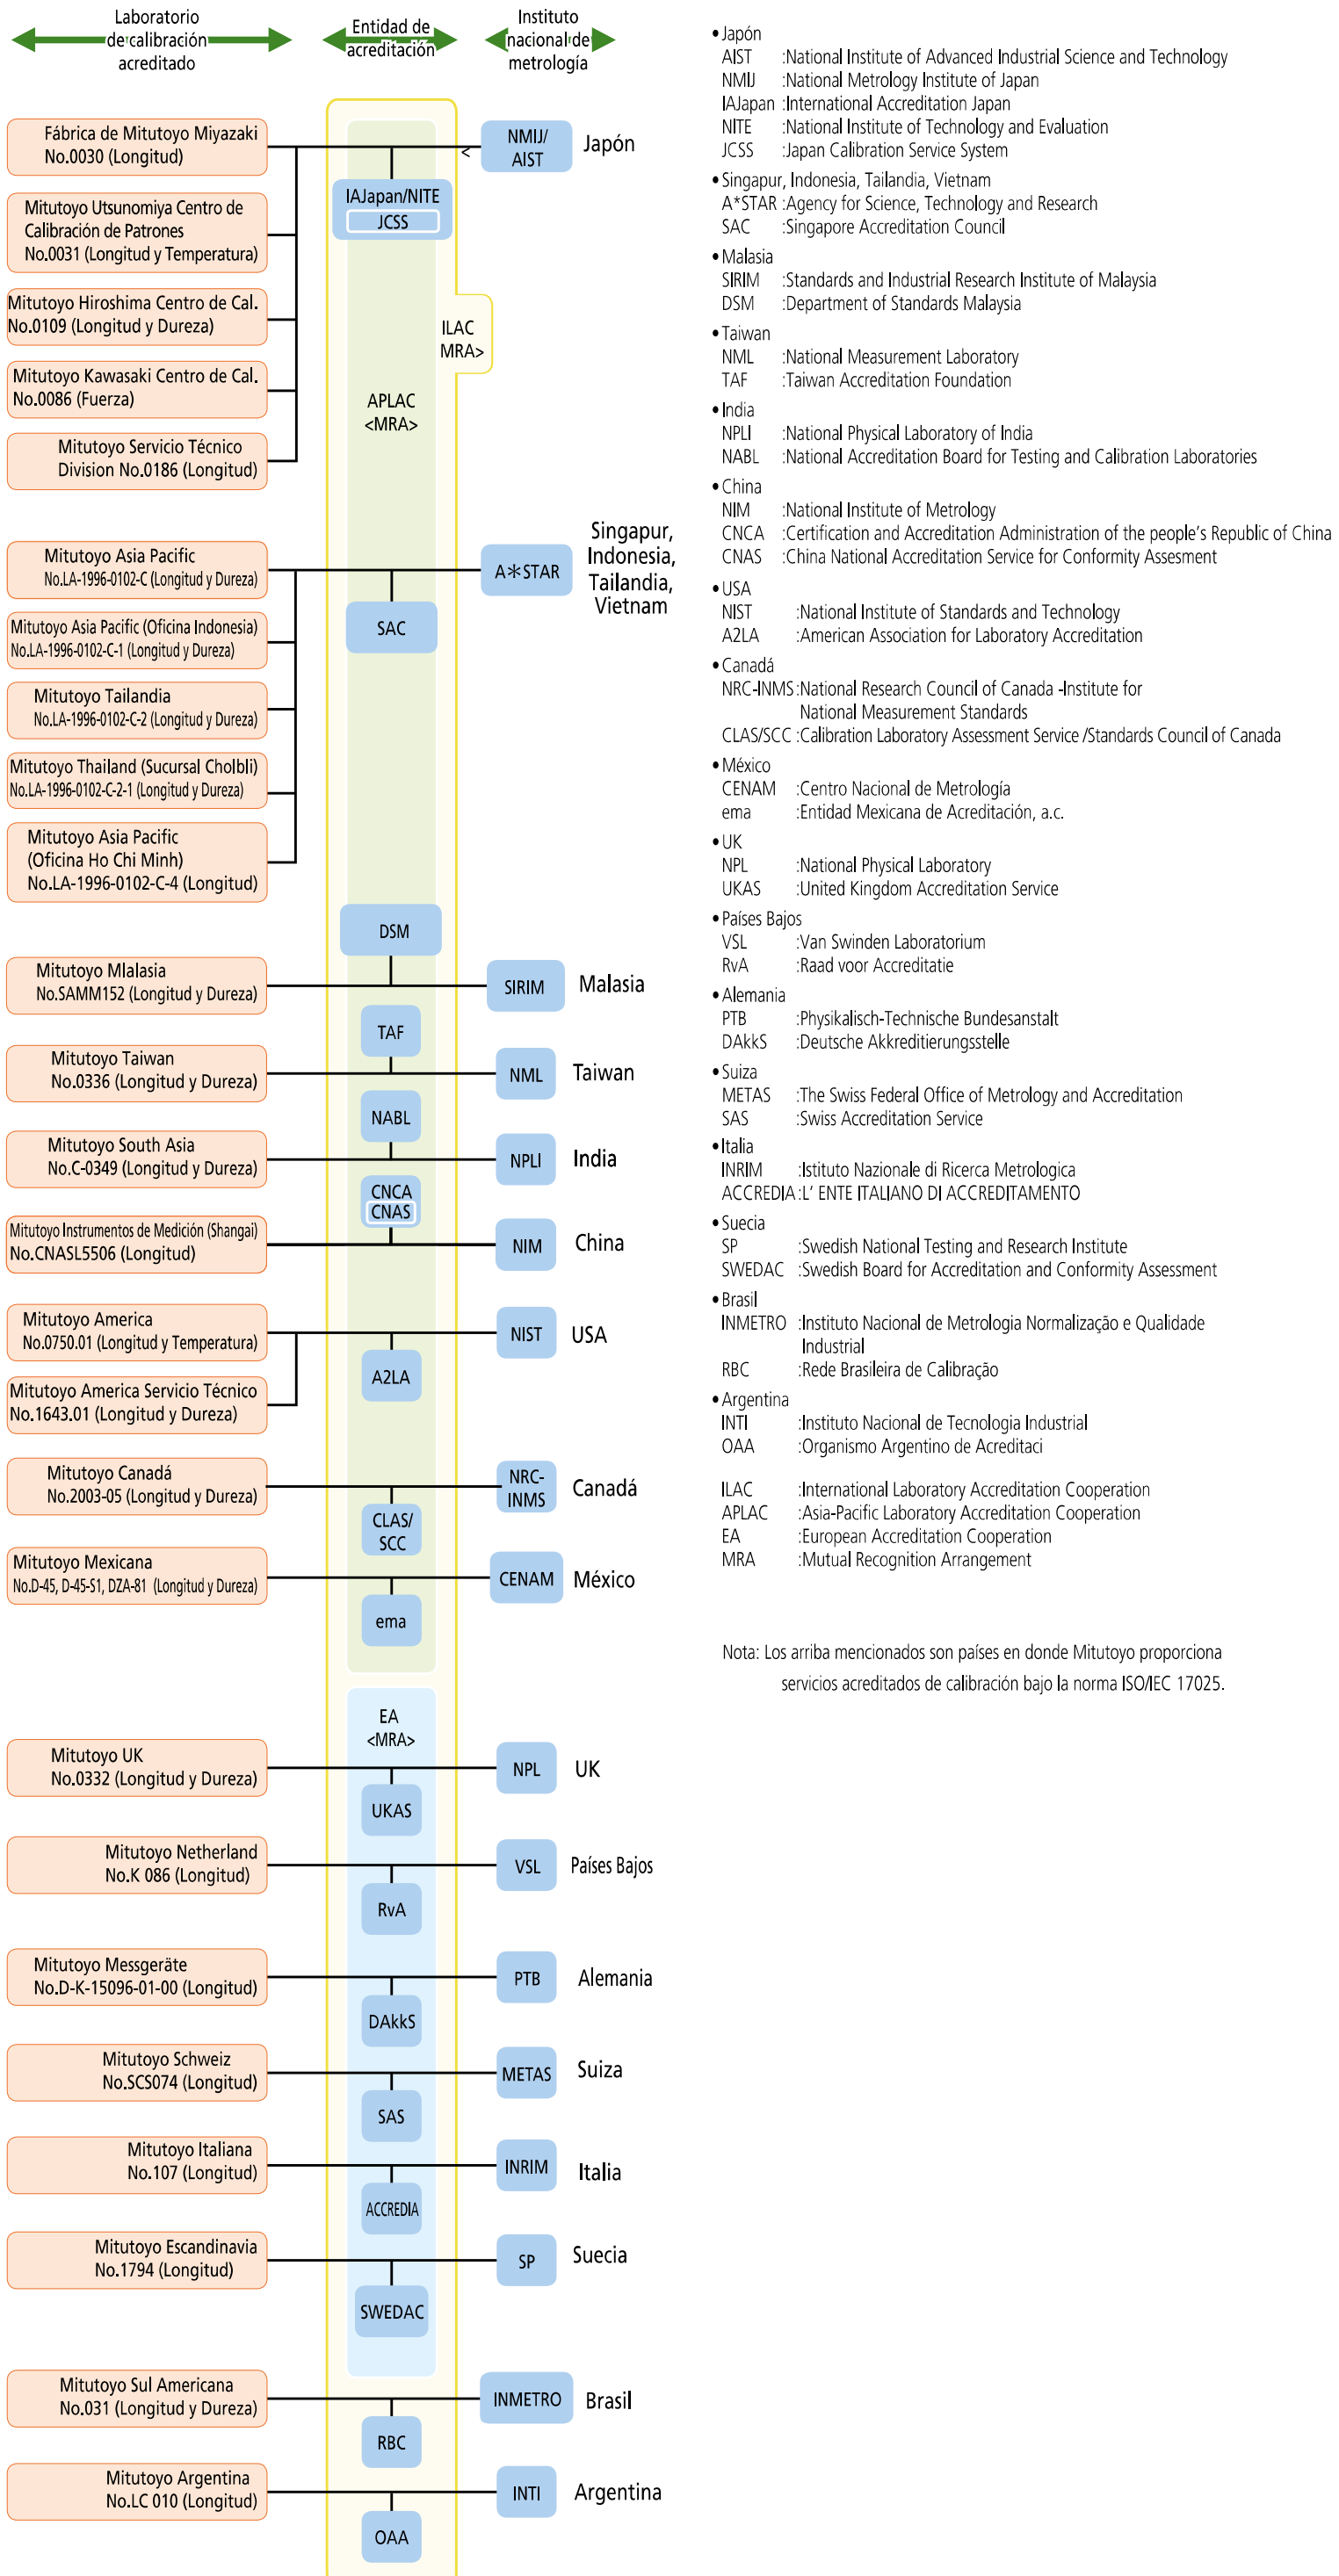 Laboratorio
de calibración
acreditado
Entidad de
acreditación
Instituto
nacional de
metrología
Fábrica de Mitutoyo Miyazaki
No.0030 (Longitud)
Mitutoyo Utsunomiya Centro de
Calibración de Patrones
No.0031 (Longitud y Temperatura)
Mitutoyo Hiroshima Centro de Cal.
No.0109 (Longitud y Dureza)
Mitutoyo Kawasaki Centro de Cal.
No.0086 (Fuerza)
Mitutoyo Servicio Técnico
Division No.0186 (Longitud)
IAJapan/NITE
JCSS
<
NMIJ/
AIST
Japón
ILAC
MRA>
APLAC
<MRA>
Mitutoyo Asia Pacific
No.LA-1996-0102-C (Longitud y Dureza)
Mitutoyo Asia Pacific (Oficina Indonesia)
No.LA-1996-0102-C-1 (Longitud y Dureza)
Mitutoyo Tailandia
No.LA-1996-0102-C-2 (Longitud y Dureza)
Mitutoyo Thailand (Sucursal Cholbli)
No.LA-1996-0102-C-2-1 (Longitud y Dureza)
Mitutoyo Asia Pacific
(Oficina Ho Chi Minh)
No.LA-1996-0102-C-4 (Longitud)
SAC
A*STAR
Singapur,
Indonesia,
Tailandia,
Vietnam
DSM
Mitutoyo Mlalasia
No.SAMM152 (Longitud y Dureza)
SIRIM
Malasia
TAF
Mitutoyo Taiwan
No.0336 (Longitud y Dureza)
NML
Taiwan
NABL
Mitutoyo South Asia
No.C-0349 (Longitud y Dureza)
NPLI
India
CNCA
CNAS
Mitutoyo Instrumentos de Medición (Shangai)
No.CNASL5506 (Longitud)
NIM
China
Mitutoyo America
No.0750.01 (Longitud y Temperatura)
Mitutoyo America Servicio Técnico
No.1643.01 (Longitud y Dureza)
A2LA
NIST
USA
Mitutoyo Canadá
No.2003-05 (Longitud y Dureza)
CLAS/
SCC
NRC-
INMS
Canadá
Mitutoyo Mexicana
No.D-45, D-45-S1, DZA-81 (Longitud y Dureza)
ema
CENAM
México
EA
<MRA>
Mitutoyo UK
No.0332 (Longitud y Dureza)
UKAS
NPL
UK
Mitutoyo Netherland
No.K 086 (Longitud)
RvA
VSL
Países Bajos
Mitutoyo Messgeräte
No.D-K-15096-01-00 (Longitud)
DAkkS
PTB
Alemania
Mitutoyo Schweiz
No.SCS074 (Longitud)
SAS
METAS
Suiza
Mitutoyo Italiana
No.107 (Longitud)
ACCREDIA
INRIM
Italia
Mitutoyo Escandinavia
No.1794 (Longitud)
SWEDAC
SP
Suecia
Mitutoyo Sul Americana
No.031 (Longitud y Dureza)
RBC
INMETRO
Brasil
Mitutoyo Argentina
No.LC 010 (Longitud)
OAA
INTI
Argentina
• Japón
AIST :National Institute of Advanced Industrial Science and Technology
NMIJ :National Metrology Institute of Japan
IAJapan :International Accreditation Japan
NITE :National Institute of Technology and Evaluation
JCSS :Japan Calibration Service System
• Singapur, Indonesia, Tailandia, Vietnam
A*STAR :Agency for Science, Technology and Research
SAC :Singapore Accreditation Council
• Malasia
SIRIM :Standards and Industrial Research Institute of Malaysia
DSM :Department of Standards Malaysia
• Taiwan
NML :National Measurement Laboratory
TAF :Taiwan Accreditation Foundation
• India
NPLI :National Physical Laboratory of India
NABL :National Accreditation Board for Testing and Calibration Laboratories
• China
NIM :National Institute of Metrology
CNCA :Certification and Accreditation Administration of the people's Republic of China
CNAS :China National Accreditation Service for Conformity Assesment
• USA
NIST :National Institute of Standards and Technology
A2LA :American Association for Laboratory Accreditation
• Canadá
NRC-INMS :National Research Council of Canada -Institute for
National Measurement Standards
CLAS/SCC :Calibration Laboratory Assessment Service /Standards Council of Canada
• México
CENAM :Centro Nacional de Metrología
ema :Entidad Mexicana de Acreditación, a.c.
• UK
NPL :National Physical Laboratory
UKAS :United Kingdom Accreditation Service
• Países Bajos
VSL :Van Swinden Laboratorium
RvA :Raad voor Accreditatie
• Alemania
PTB :Physikalisch-Technische Bundesanstalt
DAkkS :Deutsche Akkreditierungsstelle
• Suiza
METAS :The Swiss Federal Office of Metrology and Accreditation
SAS :Swiss Accreditation Service
• Italia
INRIM :Istituto Nazionale di Ricerca Metrologica
ACCREDIA :L' ENTE ITALIANO DI ACCREDITAMENTO
• Suecia
SP :Swedish National Testing and Research Institute
SWEDAC :Swedish Board for Accreditation and Conformity Assessment
• Brasil
INMETRO :Instituto Nacional de Metrologia Normalização e Qualidade
Industrial
RBC :Rede Brasileira de Calibração
• Argentina
INTI :Instituto Nacional de Tecnologia Industrial
OAA :Organismo Argentino de Acreditaci
ILAC :International Laboratory Accreditation Cooperation
APLAC :Asia-Pacific Laboratory Accreditation Cooperation
EA :European Accreditation Cooperation
MRA :Mutual Recognition Arrangement
Nota: Los arriba mencionados son países en donde Mitutoyo proporciona
servicios acreditados de calibración bajo la norma ISO/IEC 17025.